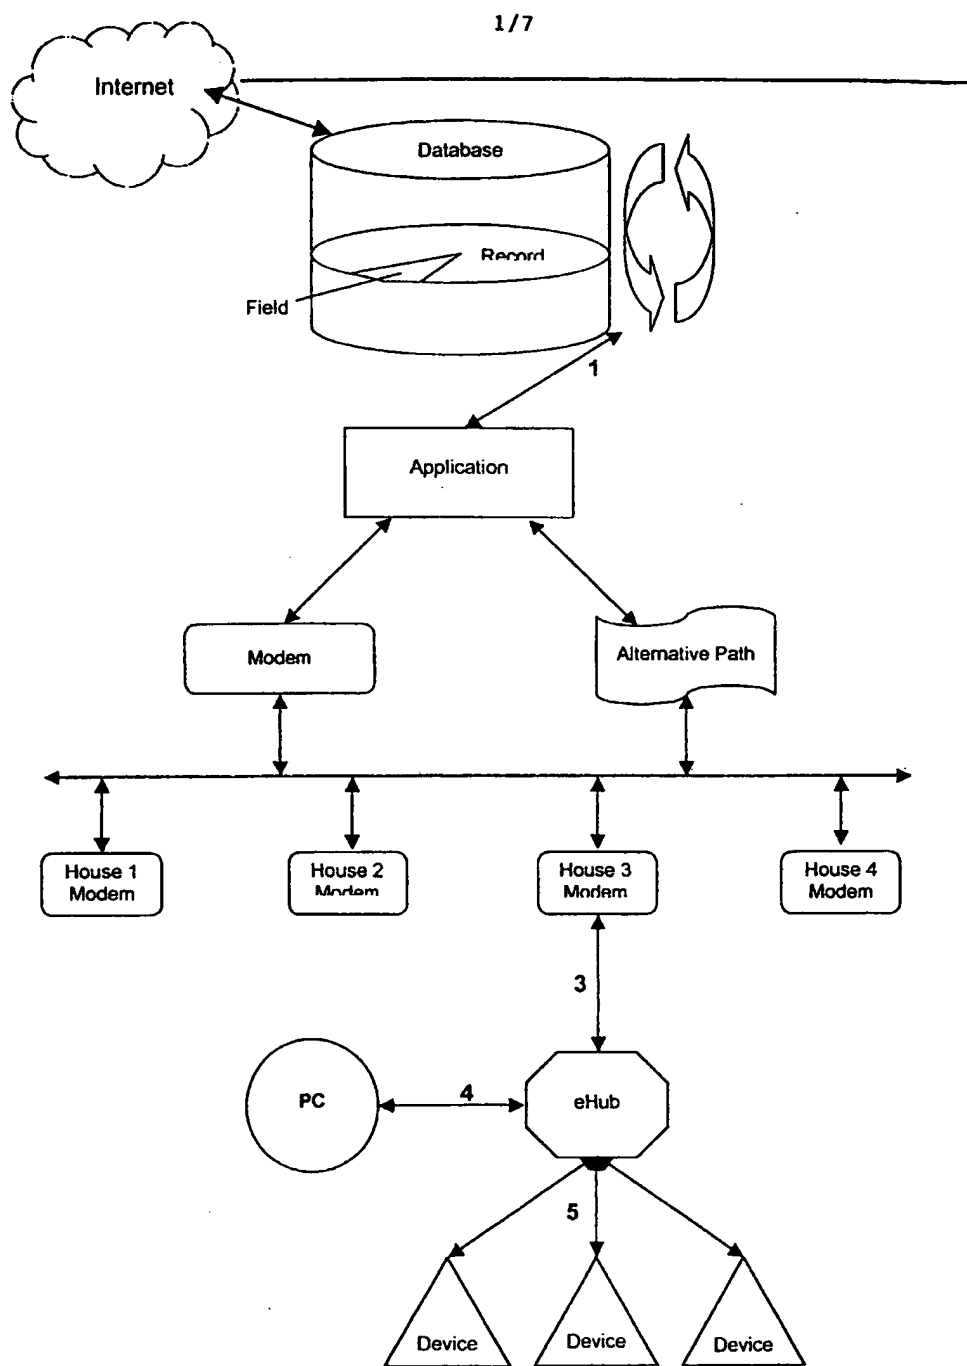 1/7
Internet
Database
Record
Field
1
Application
Modem
Alternative Path
House 1
Modem
House 2
Modem
House 3
Modem
House 4
Modem
3
PC
4
eHub
5
Device
Device
Device